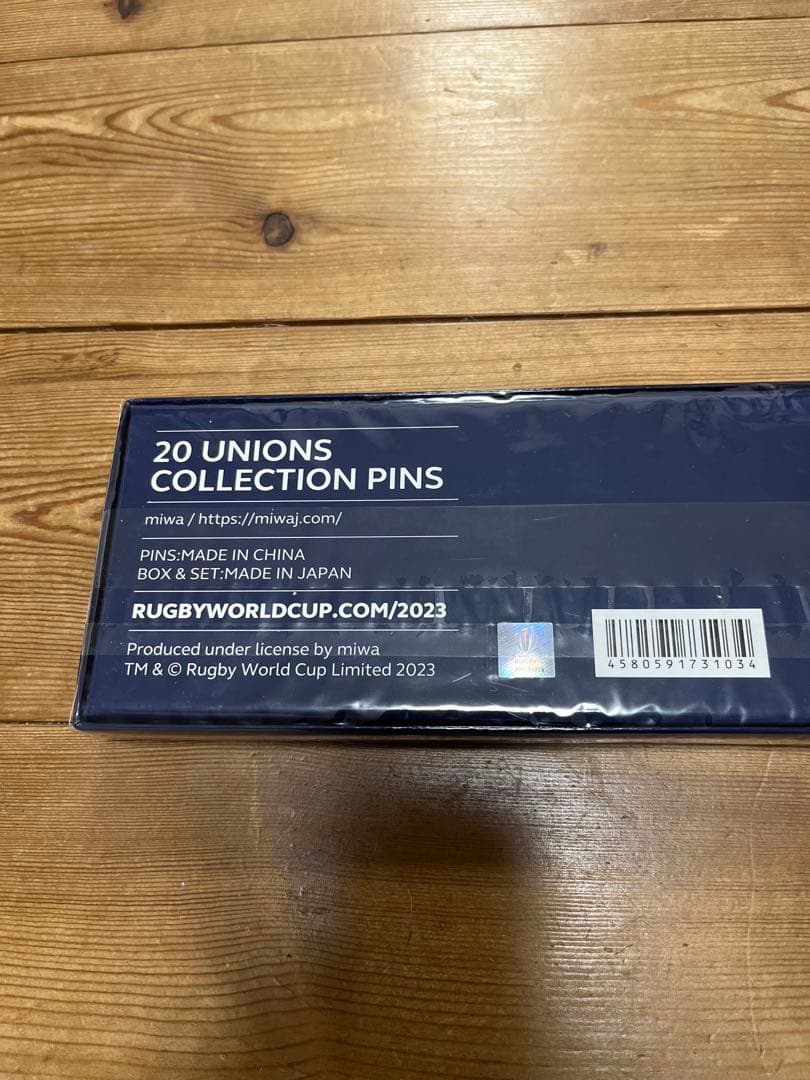 20 UNIONS
COLLECTION PINS
miwa / https://miwaj.com/
PINS:MADE IN CHINA
BOX & SET:MADE IN JAPAN
RUGBYWORLDCUP.COM/2023
Produced under license by miwa
TM & © Rugby World Cup Limited 2023
RUGBY
4580591731034